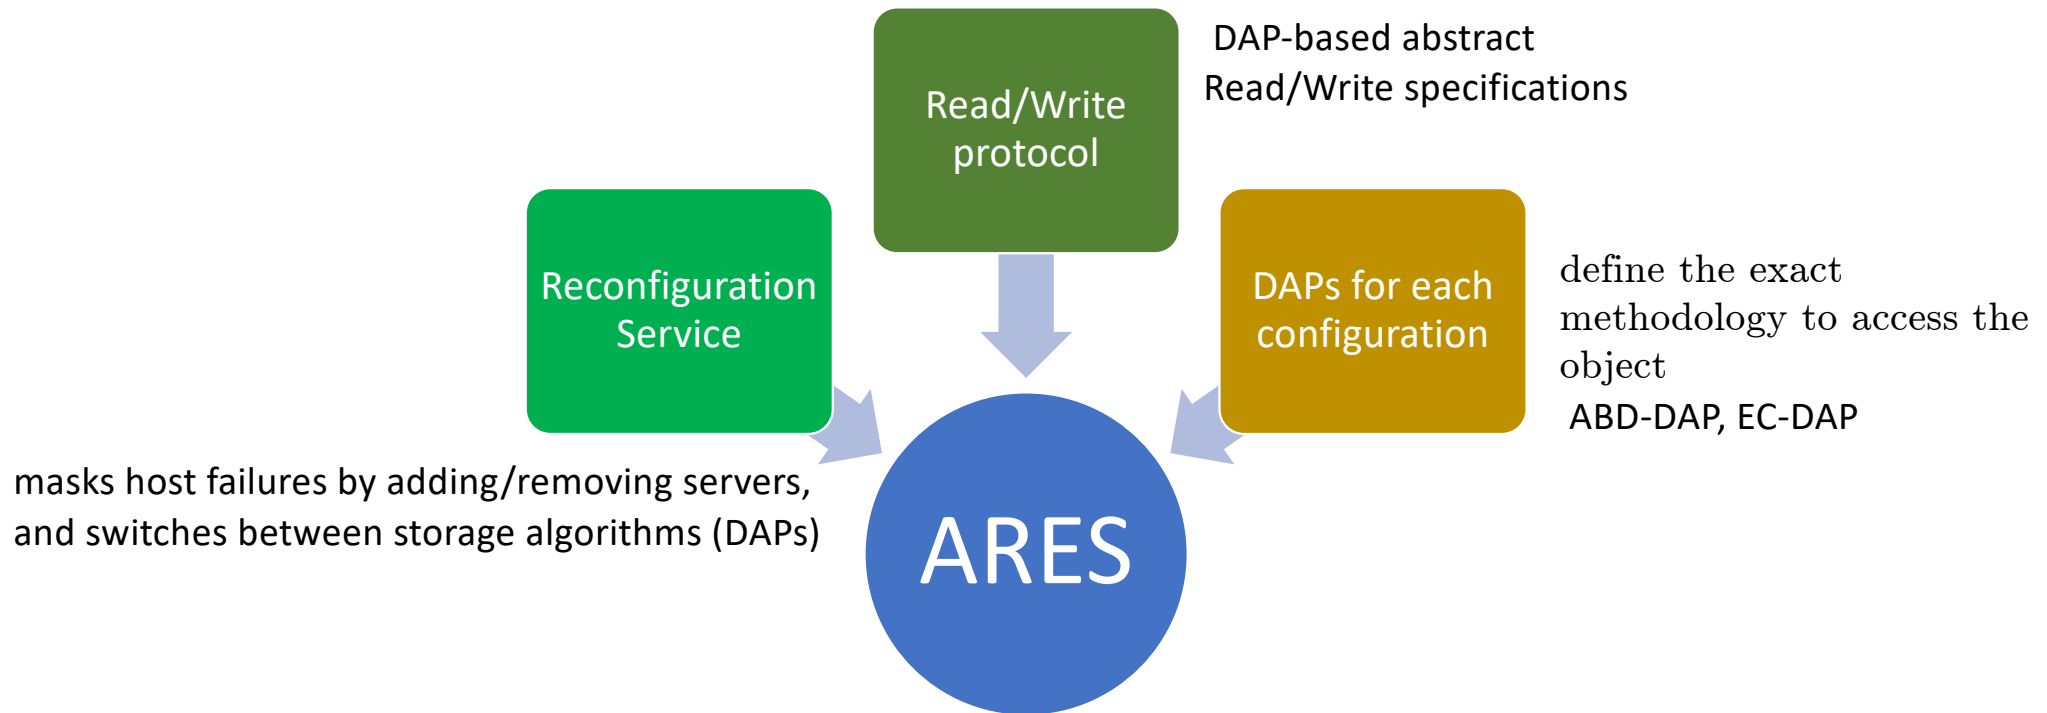 DAP-based abstract
Read/Write specifications
Read/Write
protocol
Reconfiguration
Service
DAPs for each
configuration
define the exact
methodology to access the
object
ABD-DAP, EC-DAP
masks host failures by adding/removing servers,
and switches between storage algorithms (DAPs)
ARES